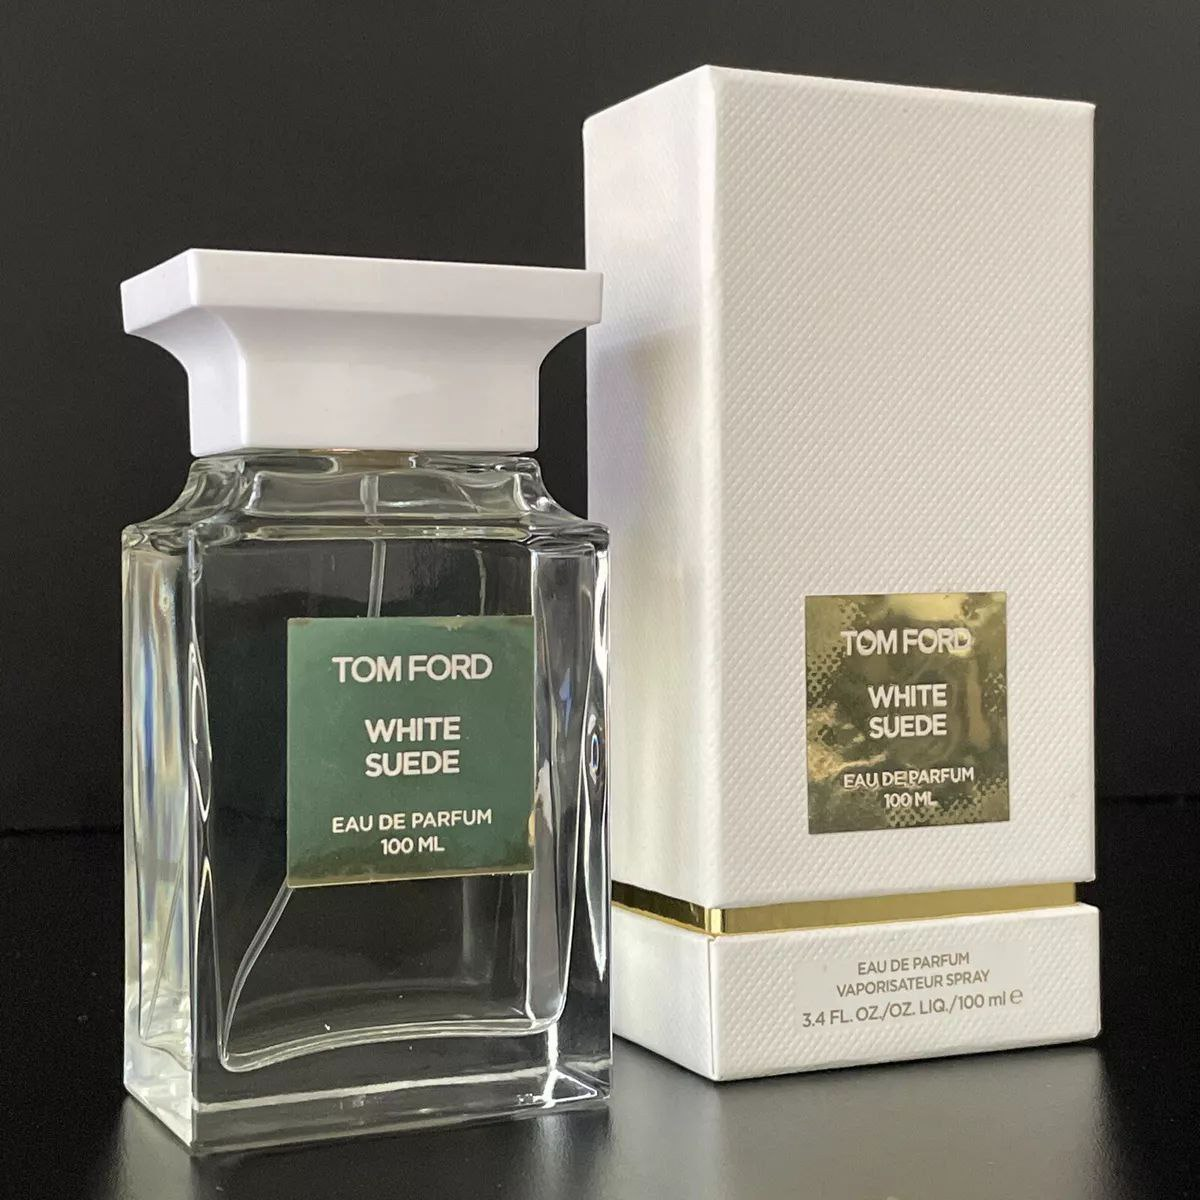 TOM FORD
WHITE
SUEDE
EAU DE PARFUM
100 ML
TOM FORD
WHITE
SUEDE
EAU DE PARFUM
100 ML
EAU DE PARFUM
VAPORISATEUR SPRAY
3.4 FL. OZ./OZ. LIQ./100 ml ℮